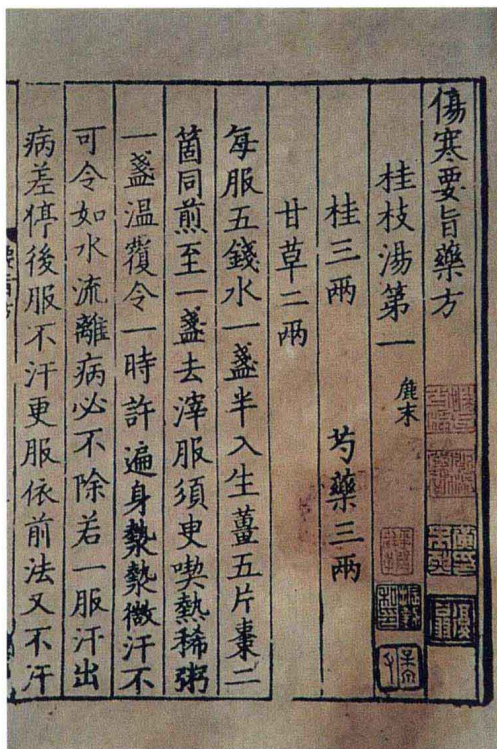 傷寒要旨藥方
桂枝湯第一 麄末
桂三兩 芍藥三兩
甘草二兩
每服五錢水一盞半入生薑五片棗二
箇同煎至一盞去滓服須臾喫熱稀粥
一盞溫覆令一時許遍身漐漐微汗不
可令如水流離病必不除若一服汗出
病差停後服不汗更服依前法又不汗